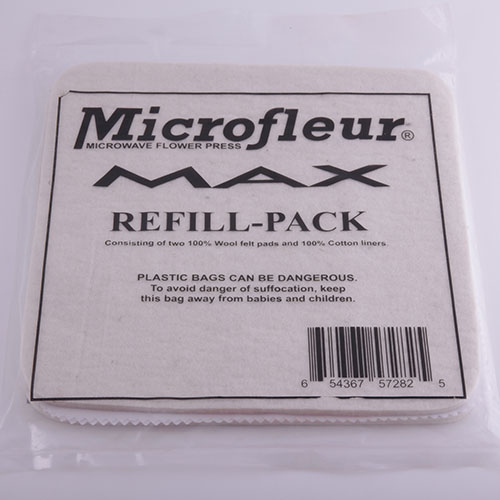 Microfleur®
MICROWAVE FLOWER PRESS
MAX
REFILL-PACK
Consisting of two 100% Wool felt pads and 100% Cotton liners.
PLASTIC BAGS CAN BE DANGEROUS.
To avoid danger of suffocation, keep
this bag away from babies and children.
6 54367 57282 5